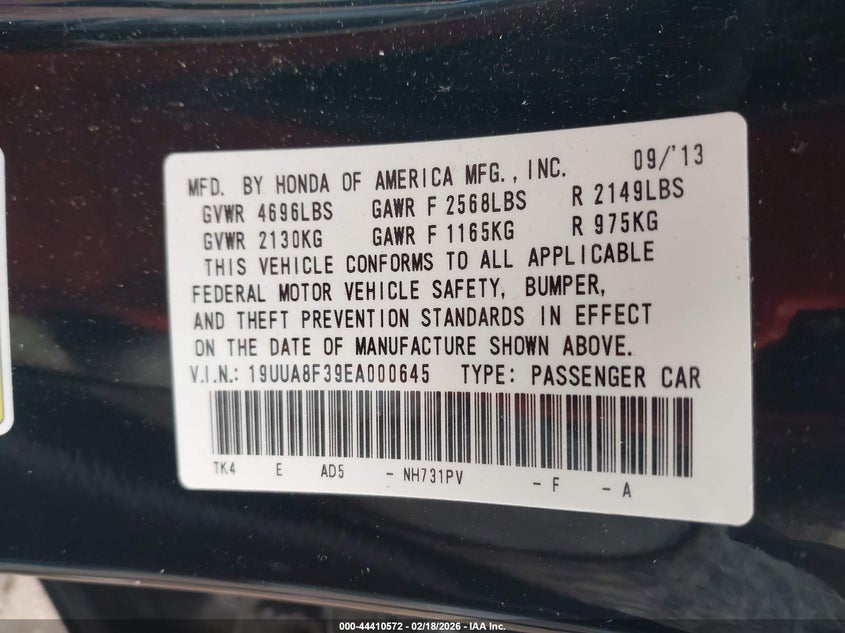 MFD. BY HONDA OF AMERICA MFG., INC. 09/'13
GVWR 4696LBS GAWR F 2568LBS R 2149LBS
GVWR 2130KG GAWR F 1165KG R 975KG
THIS VEHICLE CONFORMS TO ALL APPLICABLE
FEDERAL MOTOR VEHICLE SAFETY, BUMPER,
AND THEFT PREVENTION STANDARDS IN EFFECT
ON THE DATE OF MANUFACTURE SHOWN ABOVE.
V.I.N.: 19UUA8F39EA000645 TYPE: PASSENGER CAR
TK4 E AD5 - NH731PV - F - A
000-44410572 - 02/18/2026 - IAA Inc.